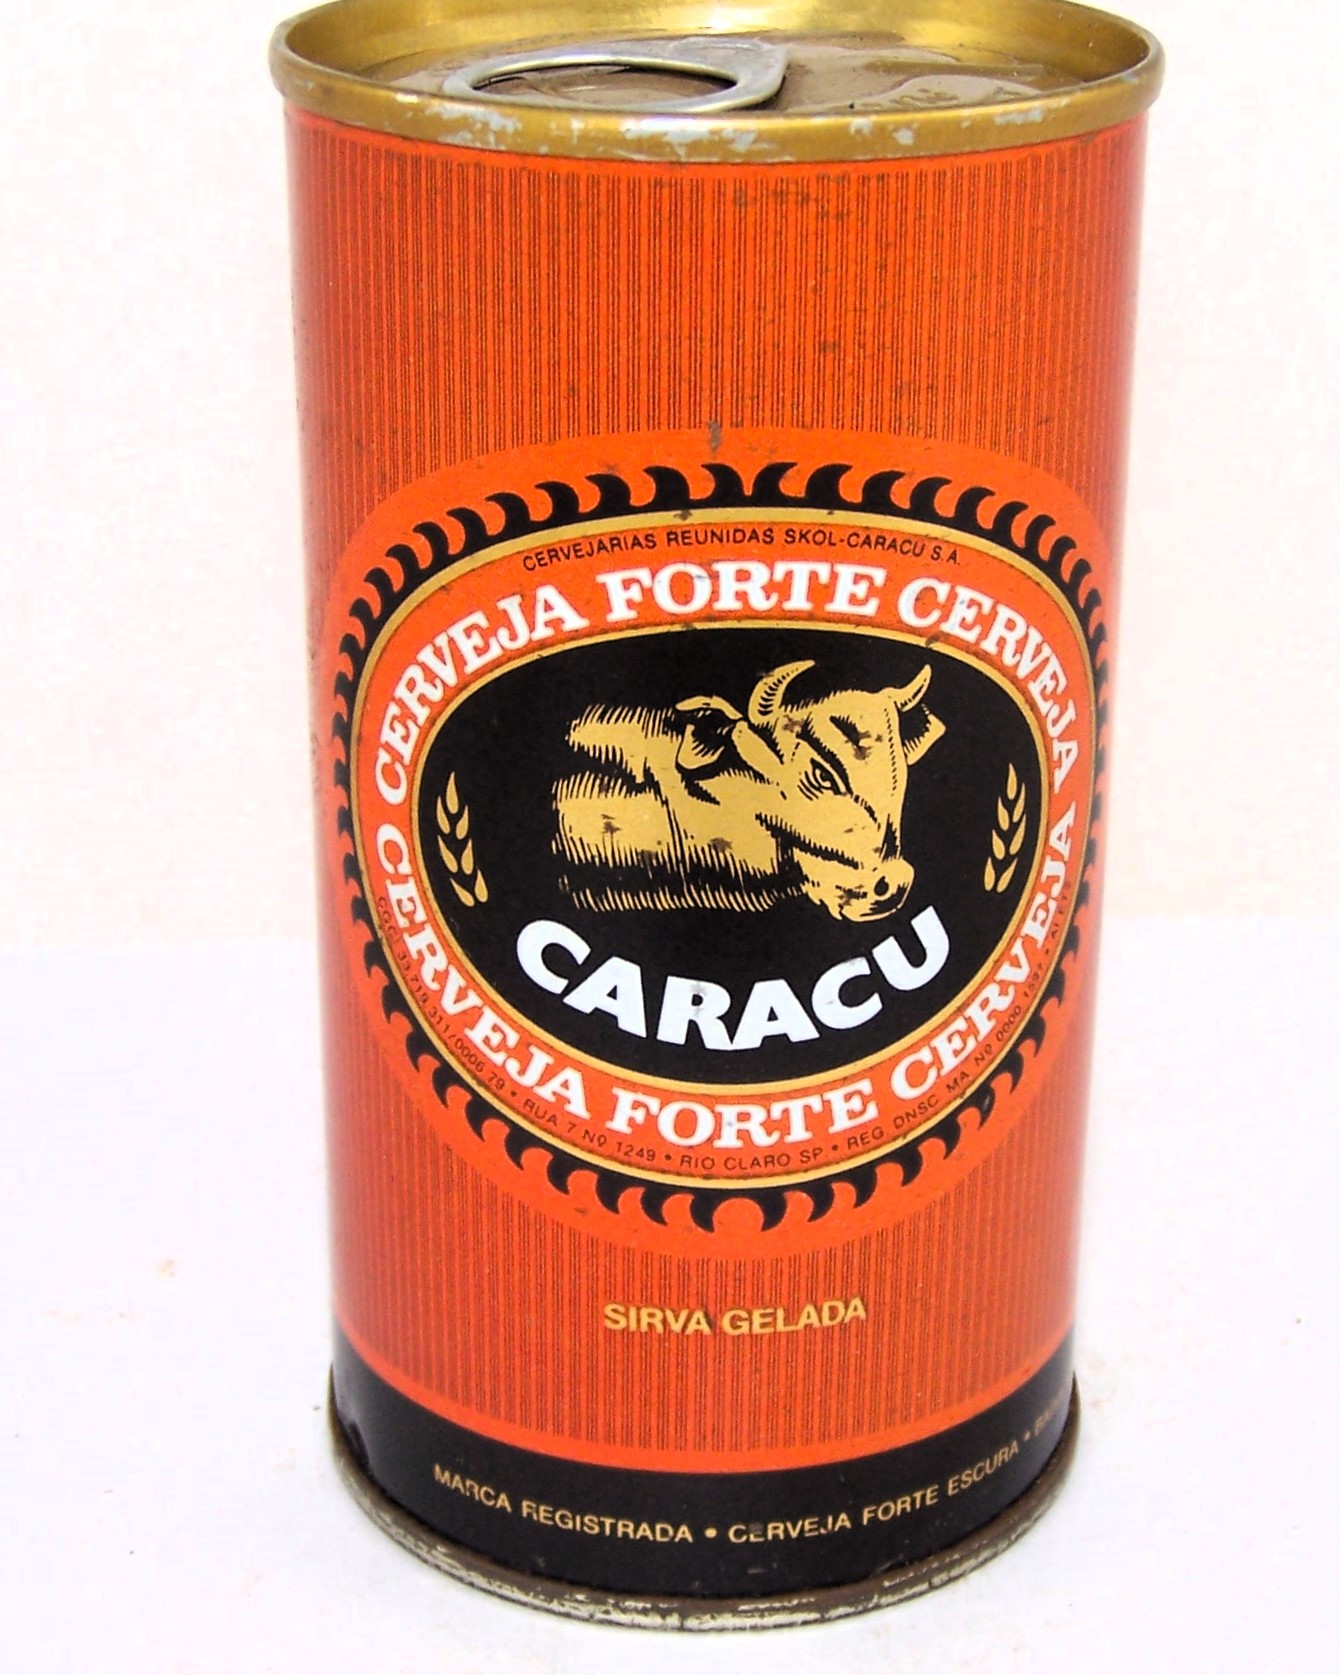 CERVEJARIAS REUNIDAS SKOL-CARACU S.A.
CERVEJA FORTE CERVEJA
CARACU
CERVEJA FORTE CERVEJA
RUA 7 Nº 1249 • RIO CLARO SP • REG. DNSC MA Nº 0000
SIRVA GELADA
MARCA REGISTRADA • CERVEJA FORTE ESCURA •